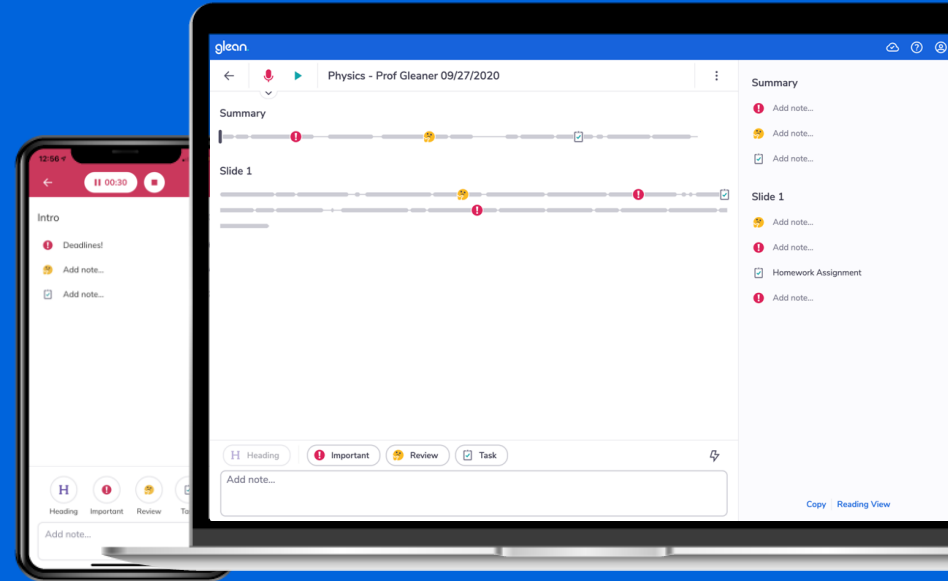 12:56
00:30
Intro
Deadlines!
Add note...
Add note...
H
Heading
Important
Review
Add note...
glean.
Physics - Prof Gleaner 09/27/2020
Summary
Slide 1
H Heading
Important
Review
Task
Add note...
Summary
Add note...
Add note...
Add note...
Slide 1
Add note...
Add note...
Homework Assignment
Add note...
Copy
Reading View